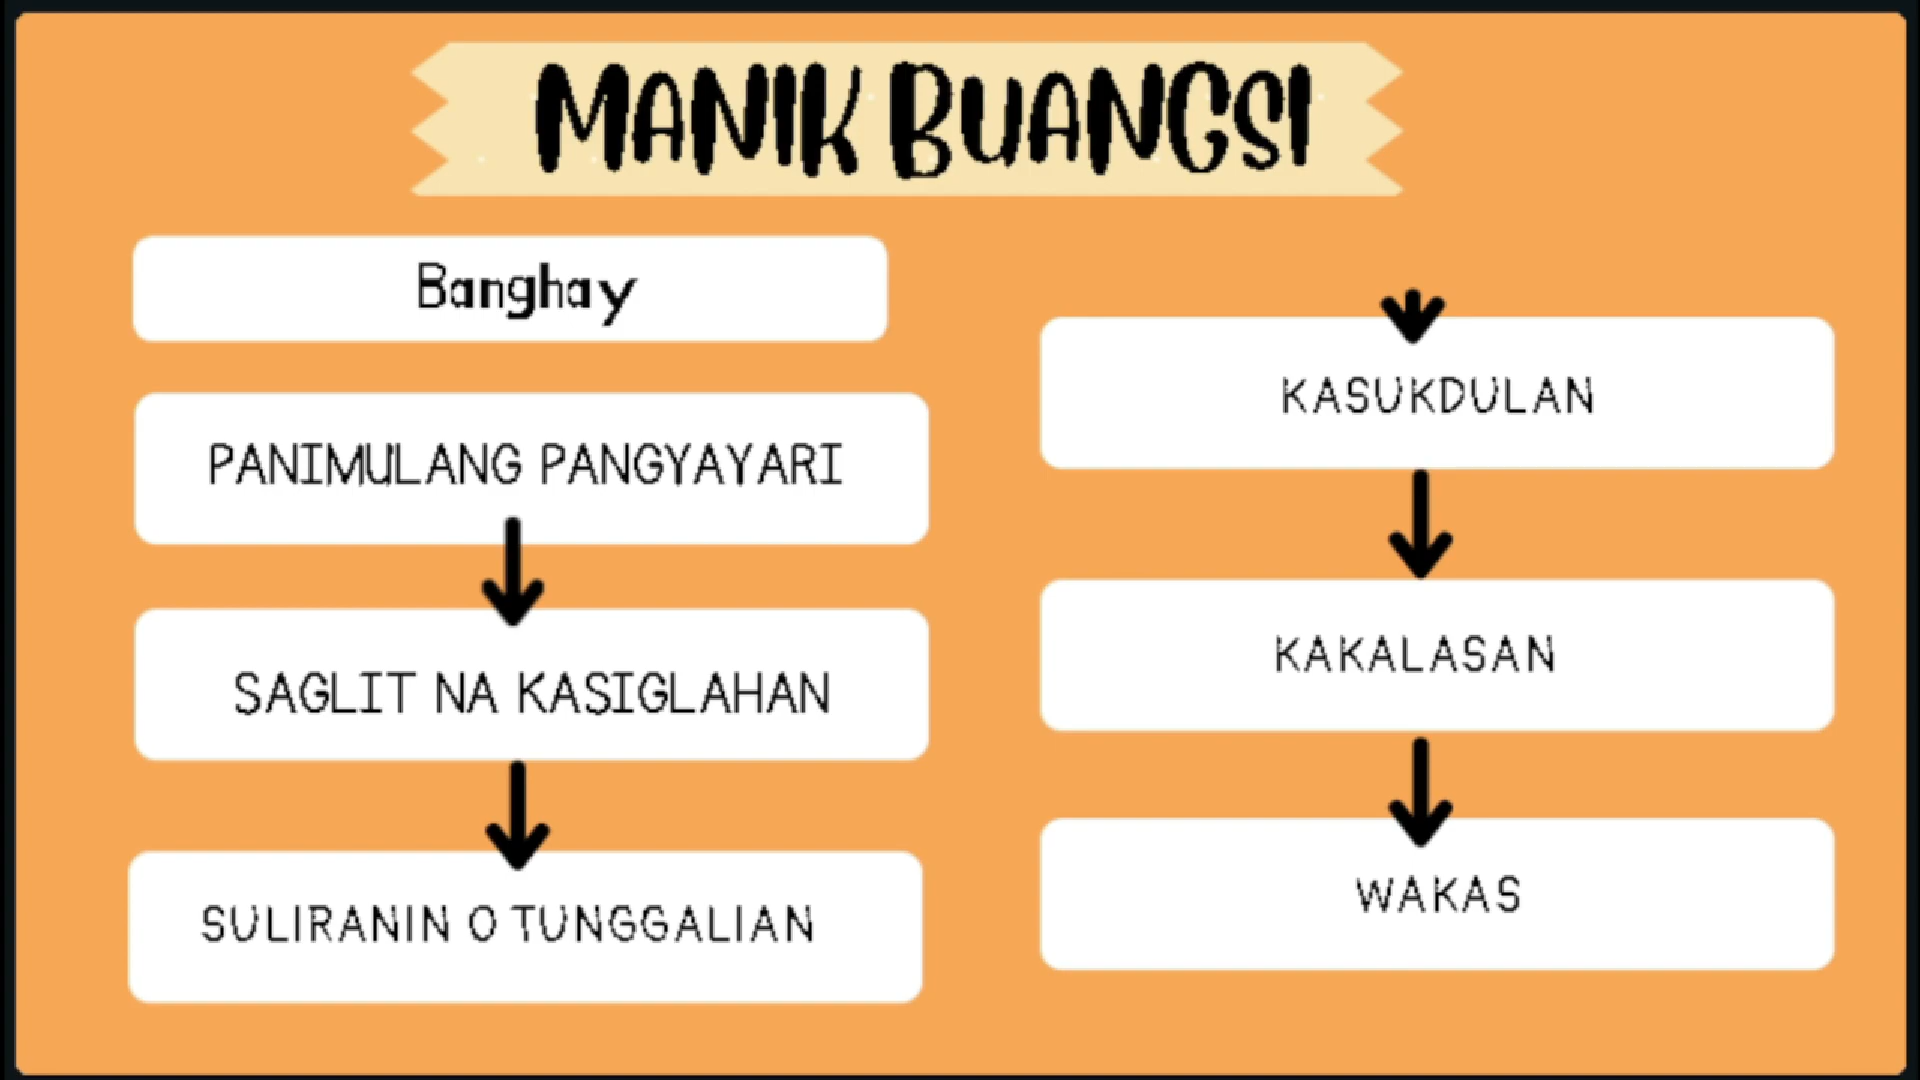 MANIK BUANGSI
Banghay
PANIMULANG PANGYAYARI
SAGLIT NA KASIGLAHAN
SULIRANIN O TUNGGALIAN
KASUKDULAN
KAKALASAN
WAKAS